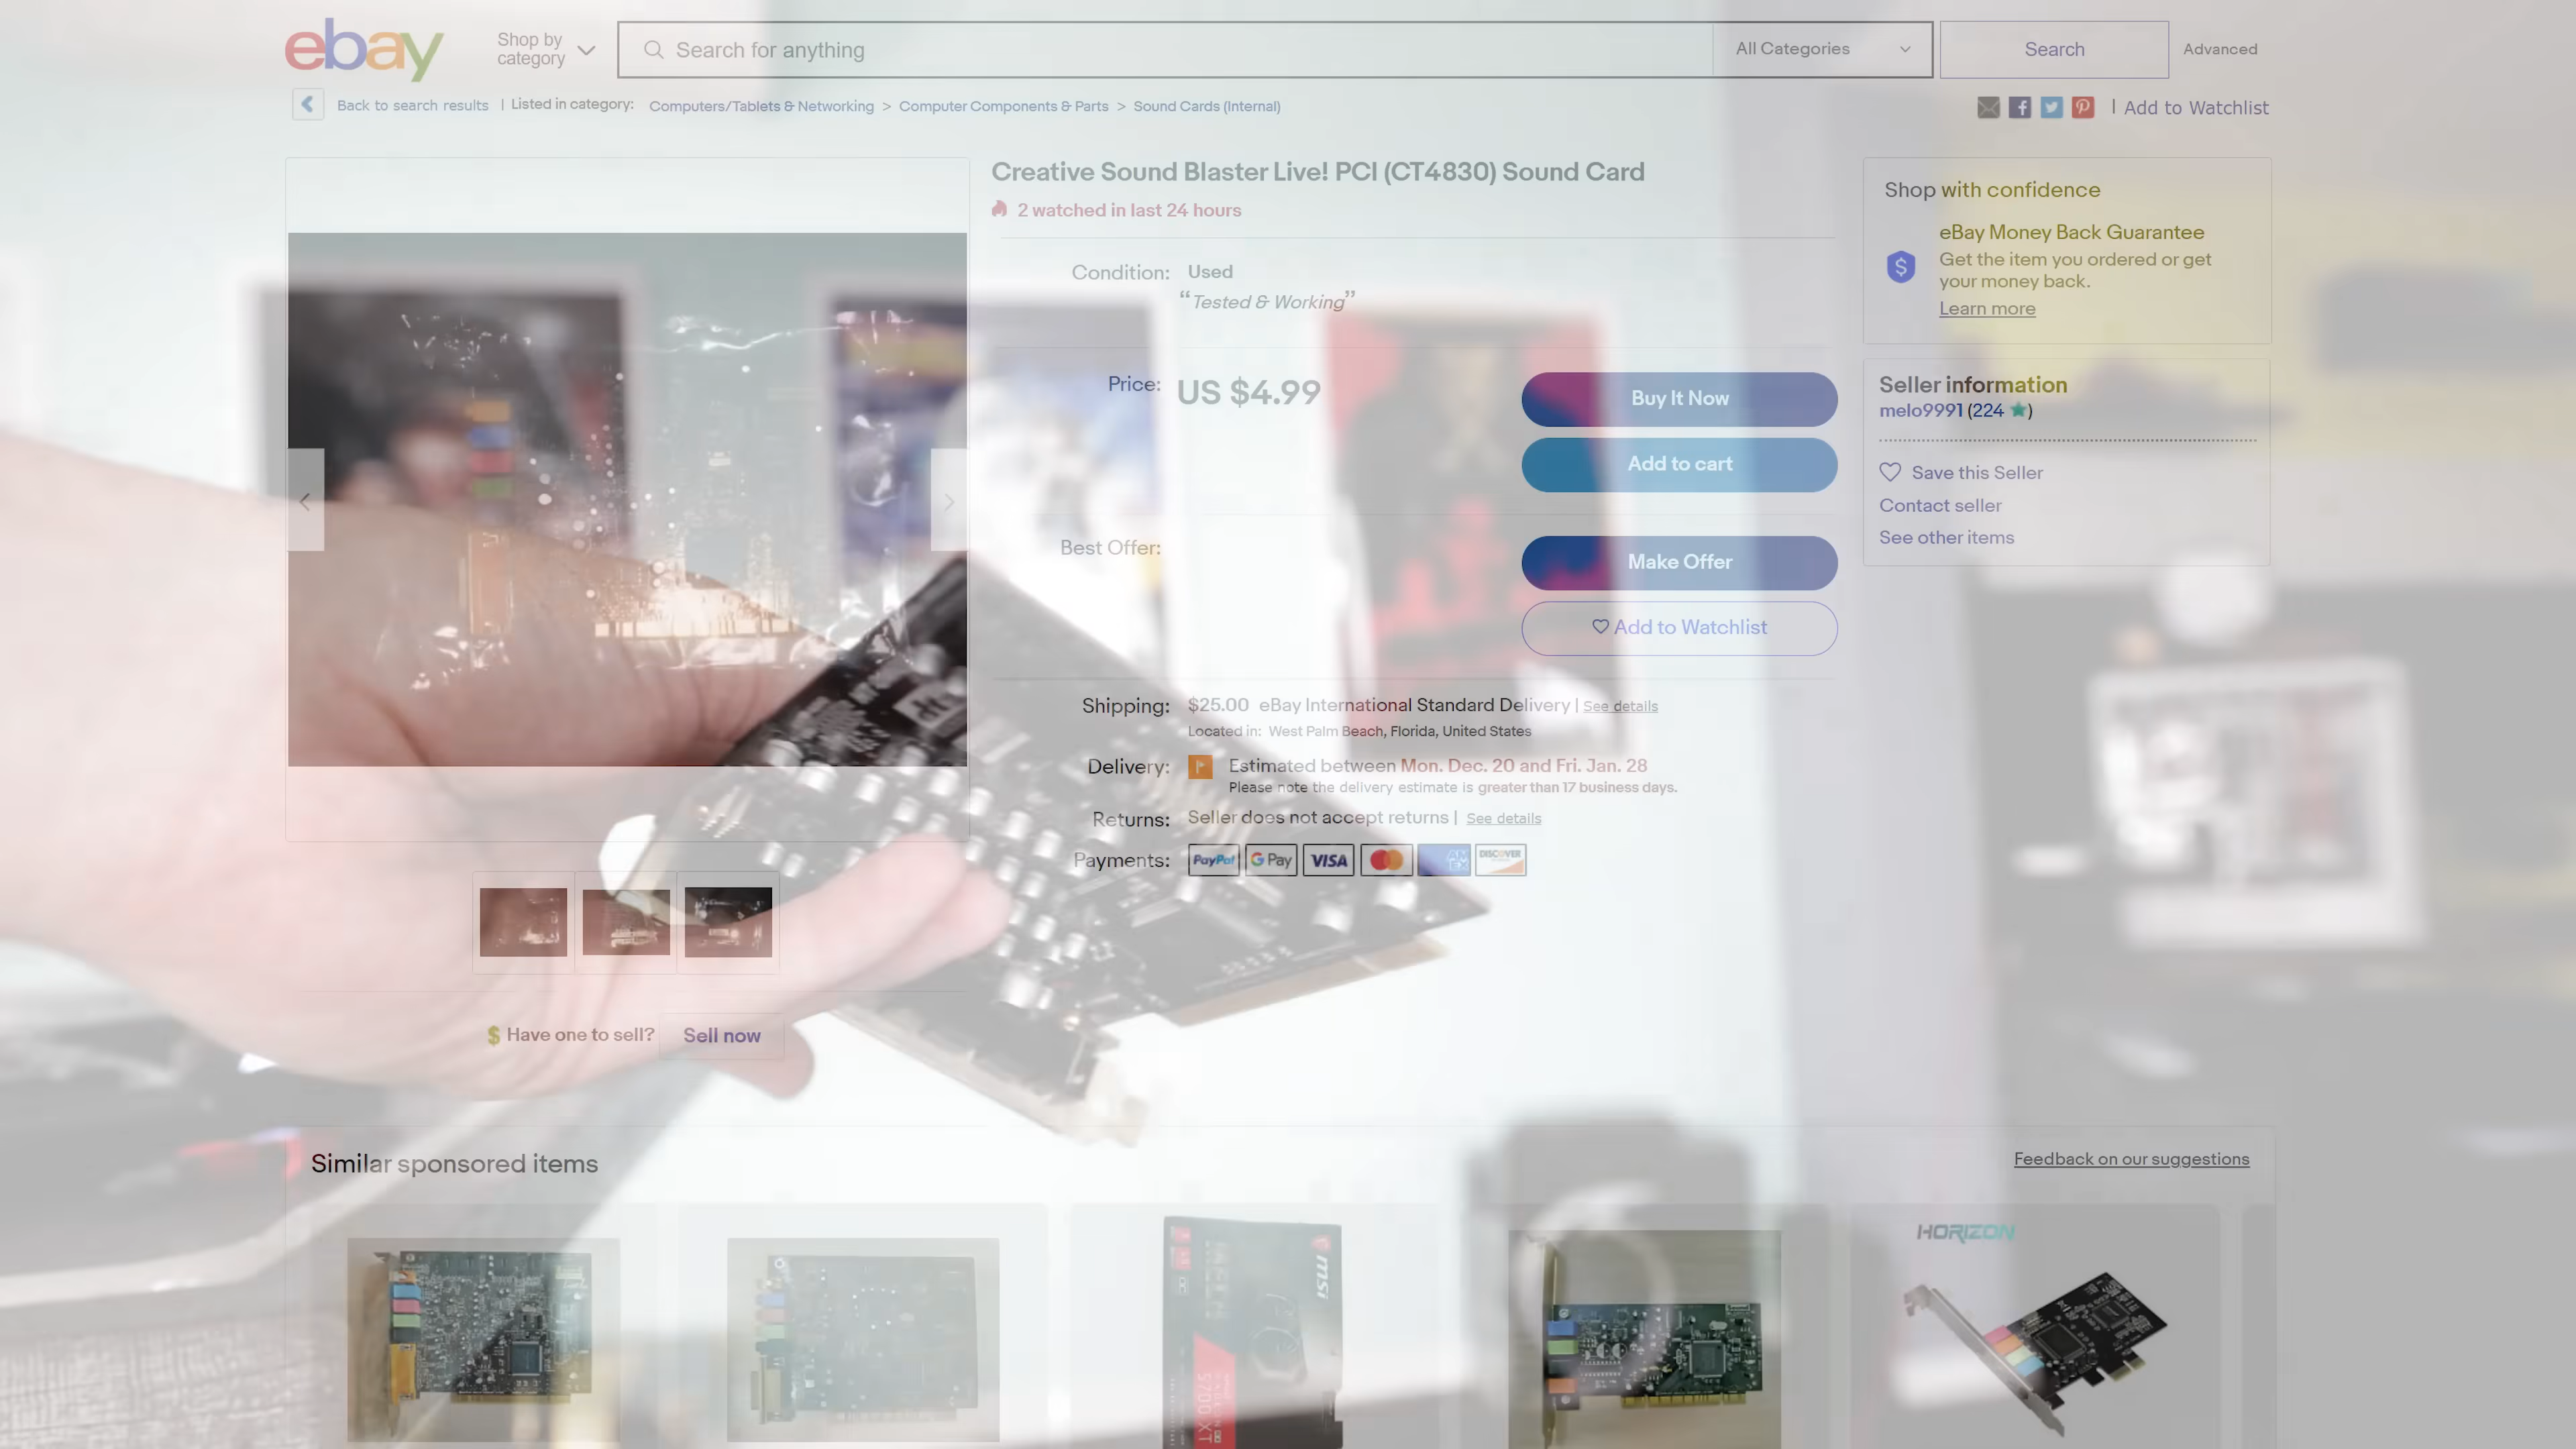 ebay
Shop by
category
Search for anything
All Categories
Search
Advanced
Back to search results | Listed in category: Computers/Tablets & Networking > Computer Components & Parts > Sound Cards (Internal)
| Add to Watchlist
Creative Sound Blaster Live! PCI (CT4830) Sound Card
2 watched in last 24 hours
Condition: Used
“Tested & Working”
Price: US $4.99
Buy It Now
Add to cart
Best Offer:
Make Offer
Add to Watchlist
Shipping: $25.00 eBay International Standard Delivery | See details
Located in: West Palm Beach, Florida, United States
Delivery: Estimated between Mon. Dec. 20 and Fri. Jan. 28
Please note the delivery estimate is greater than 17 business days.
Returns: Seller does not accept returns | See details
Payments: PayPal G Pay VISA AMEX DISCOVER
Shop with confidence
eBay Money Back Guarantee
Get the item you ordered or get
your money back.
Learn more
Seller information
melo9991 (224 ★)
Save this Seller
Contact seller
See other items
$ Have one to sell? Sell now
Similar sponsored items
Feedback on our suggestions
msi
5700 XT
HORIZON